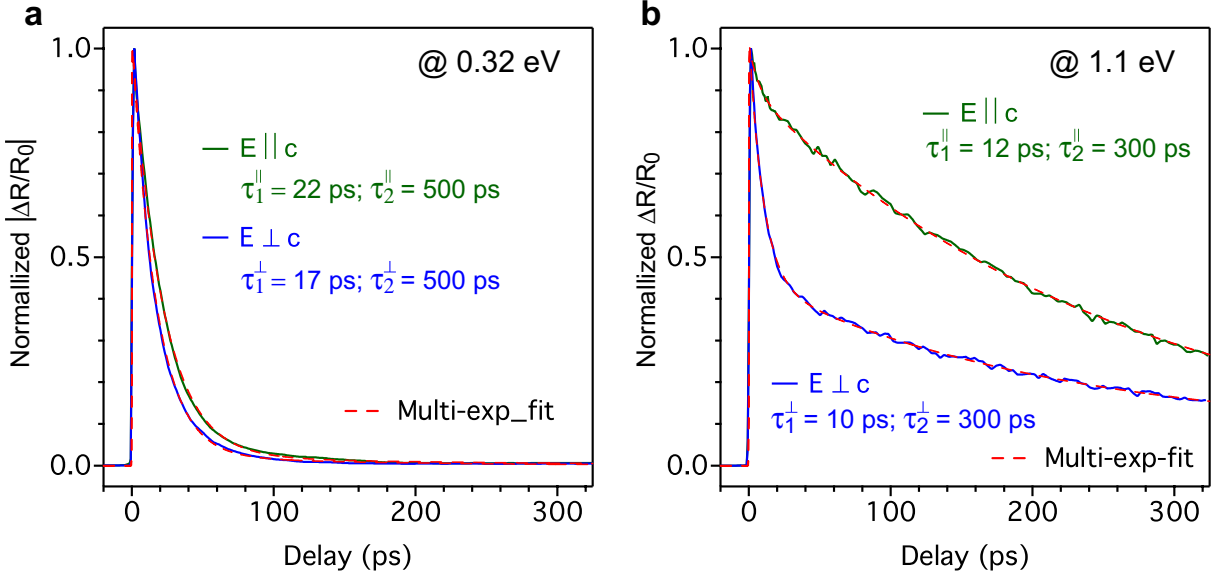 a
Normallized |ΔR/R₀|
1.0
0.5
0.0
@ 0.32 eV
E || c
τ₁^|| = 22 ps; τ₂^|| = 500 ps
E ⊥ c
τ₁^⊥ = 17 ps; τ₂^⊥ = 500 ps
Multi-exp_fit
0 100 200 300
Delay (ps)
b
Normallized ΔR/R₀
1.0
0.5
0.0
@ 1.1 eV
E || c
τ₁^|| = 12 ps; τ₂^|| = 300 ps
E ⊥ c
τ₁^⊥ = 10 ps; τ₂^⊥ = 300 ps
Multi-exp-fit
0 100 200 300
Delay (ps)